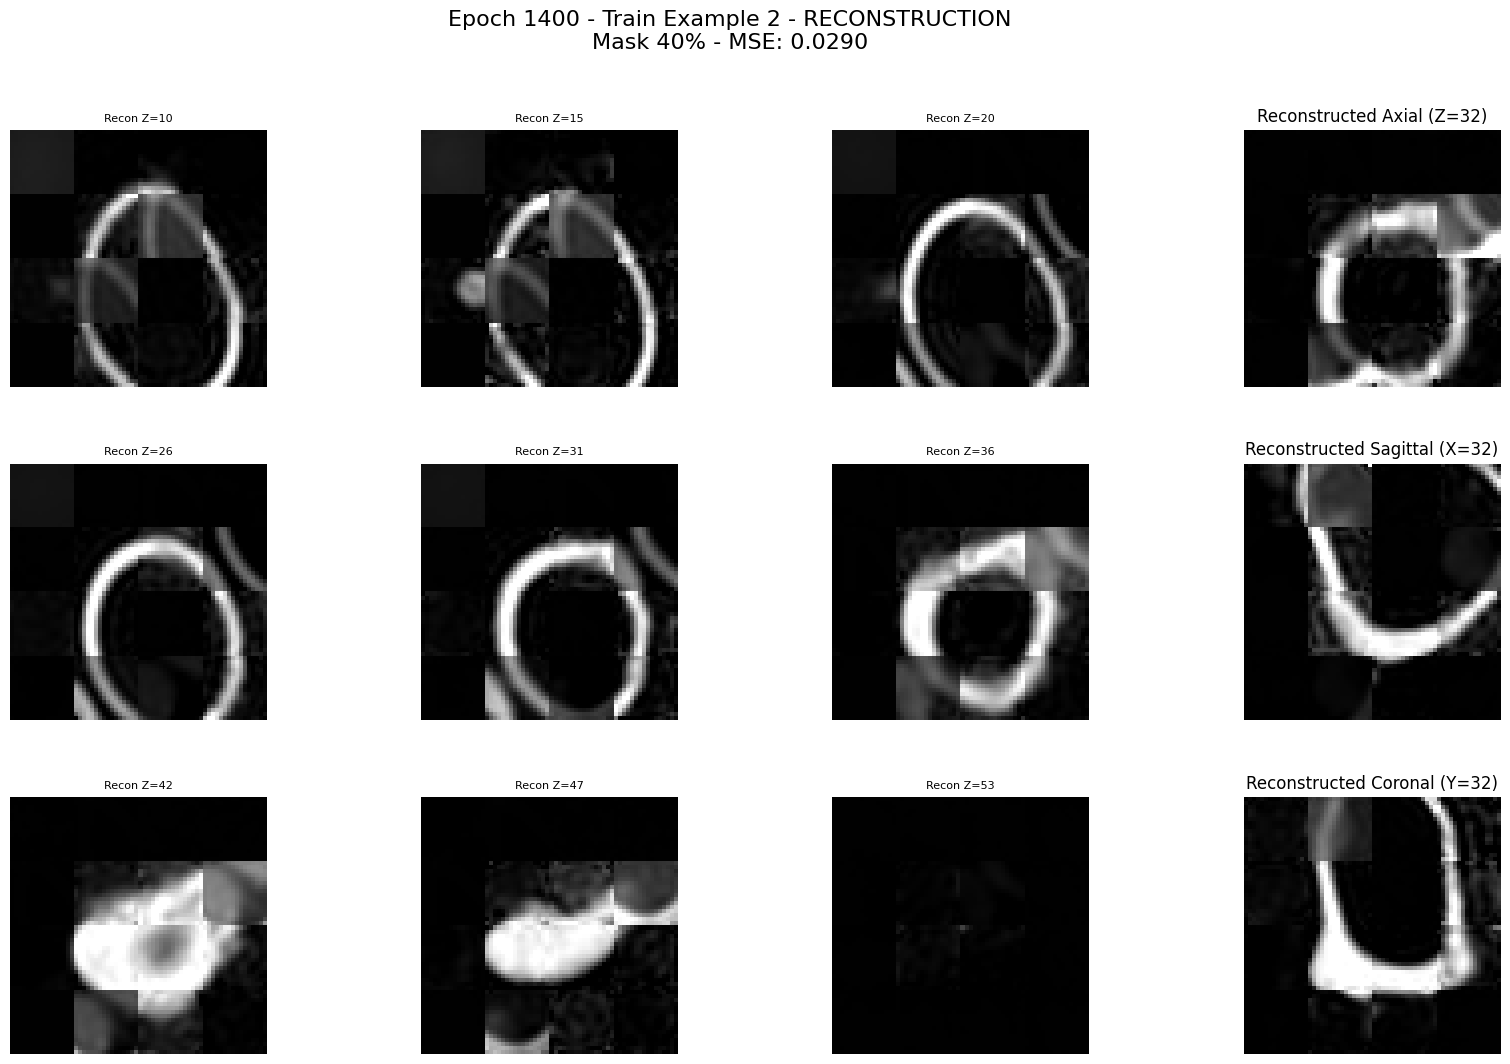 Epoch 1400 - Train Example 2 - RECONSTRUCTION
Mask 40% - MSE: 0.0290
Recon Z=10
Recon Z=15
Recon Z=20
Reconstructed Axial (Z=32)
Recon Z=26
Recon Z=31
Recon Z=36
Reconstructed Sagittal (X=32)
Recon Z=42
Recon Z=47
Recon Z=53
Reconstructed Coronal (Y=32)